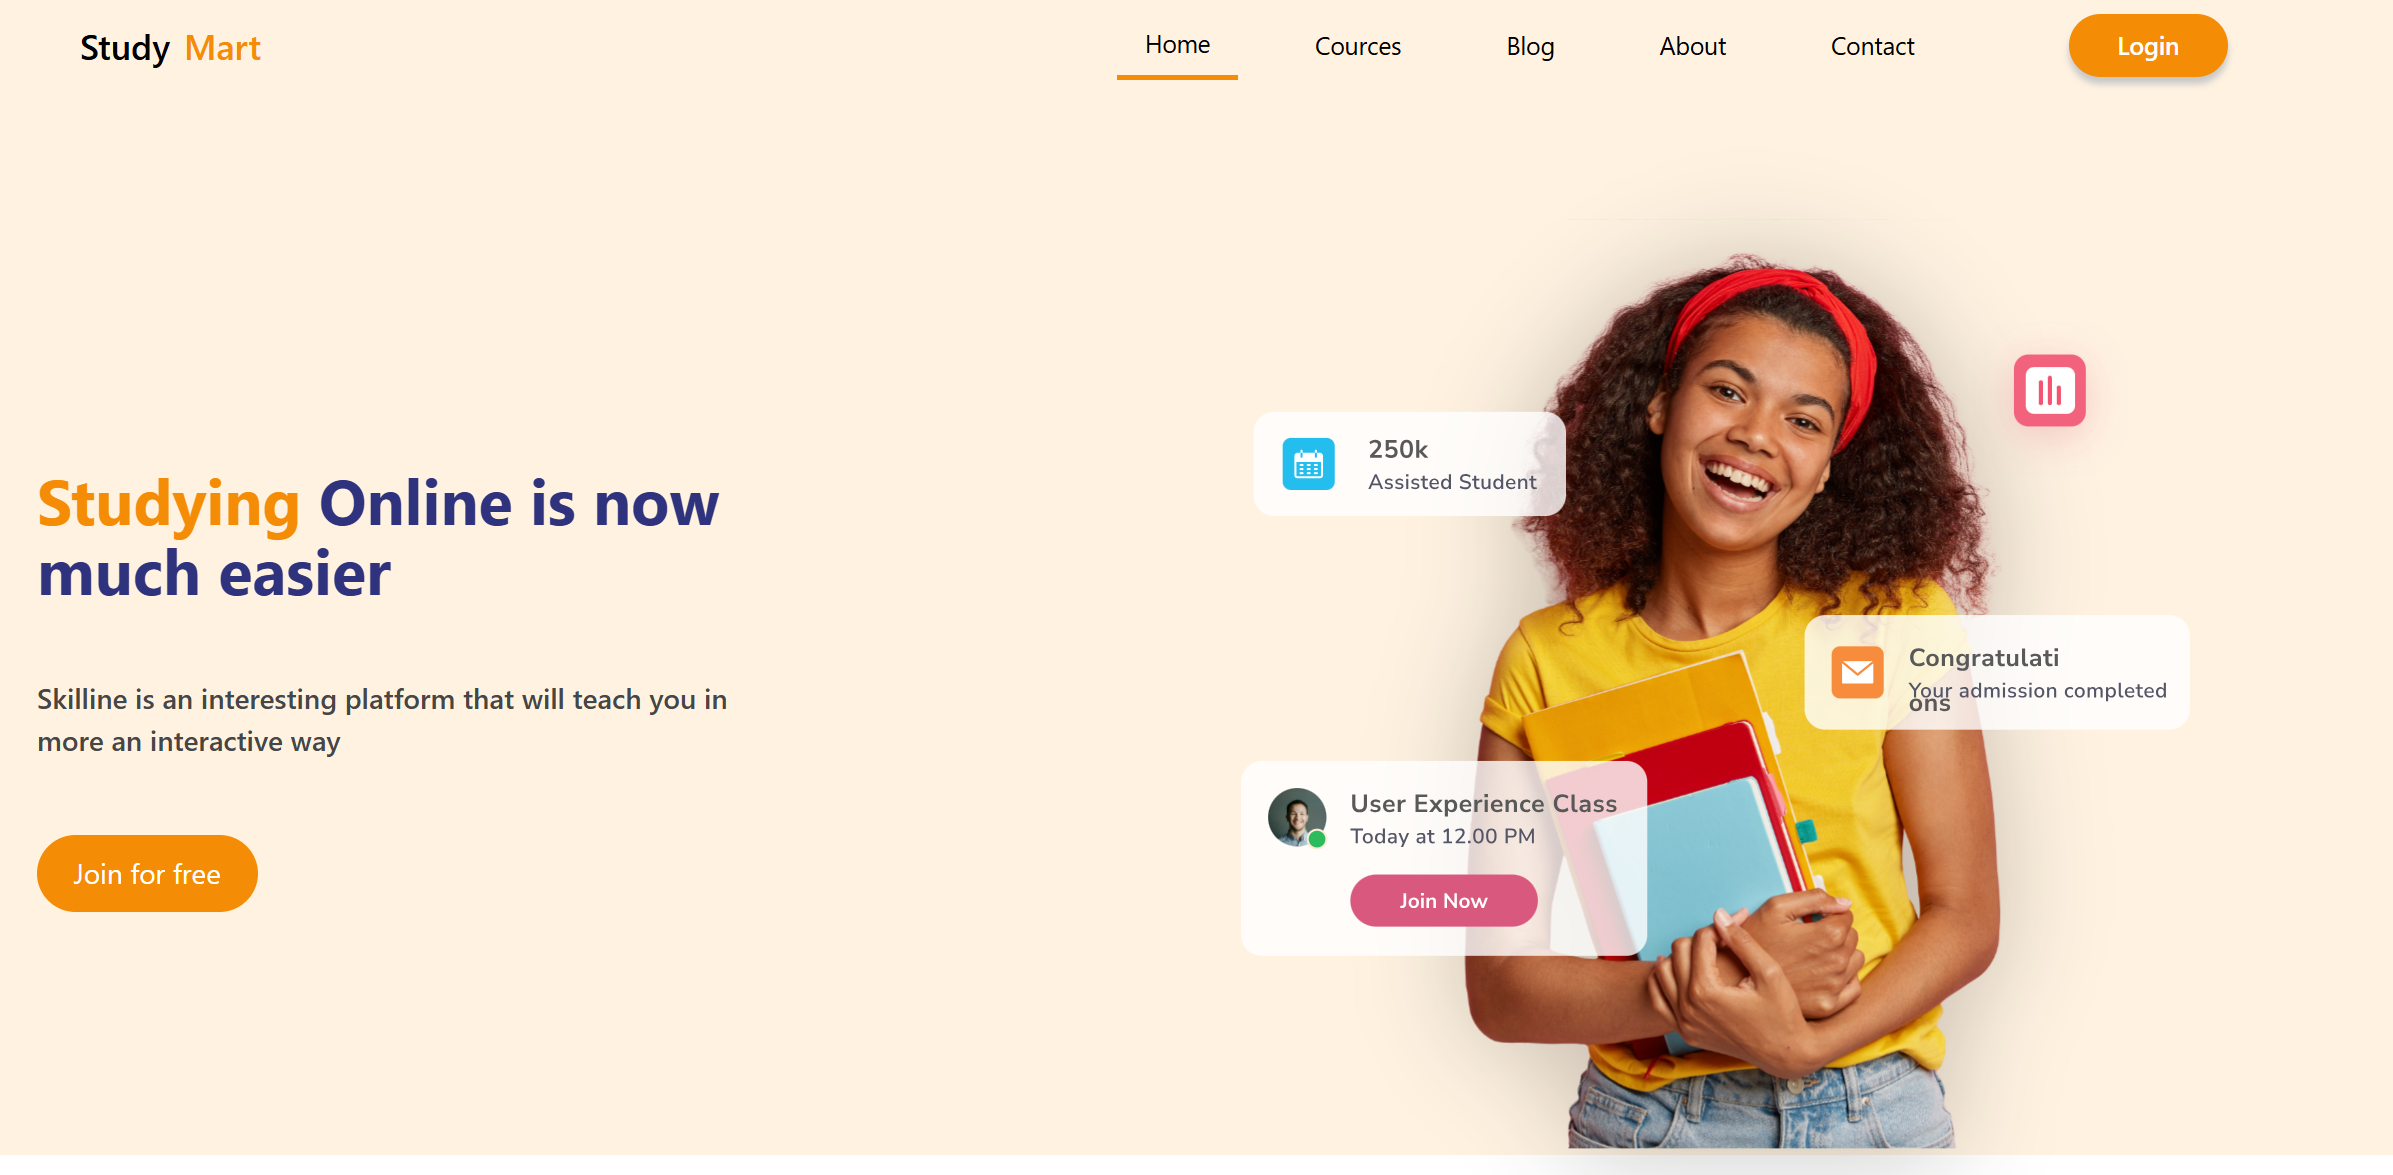 Study Mart
Home
Cources
Blog
About
Contact
Login
Studying Online is now
much easier
Skilline is an interesting platform that will teach you in
more an interactive way
Join for free
250k
Assisted Student
Congratulati
Your admission completed
ons
User Experience Class
Today at 12.00 PM
Join Now